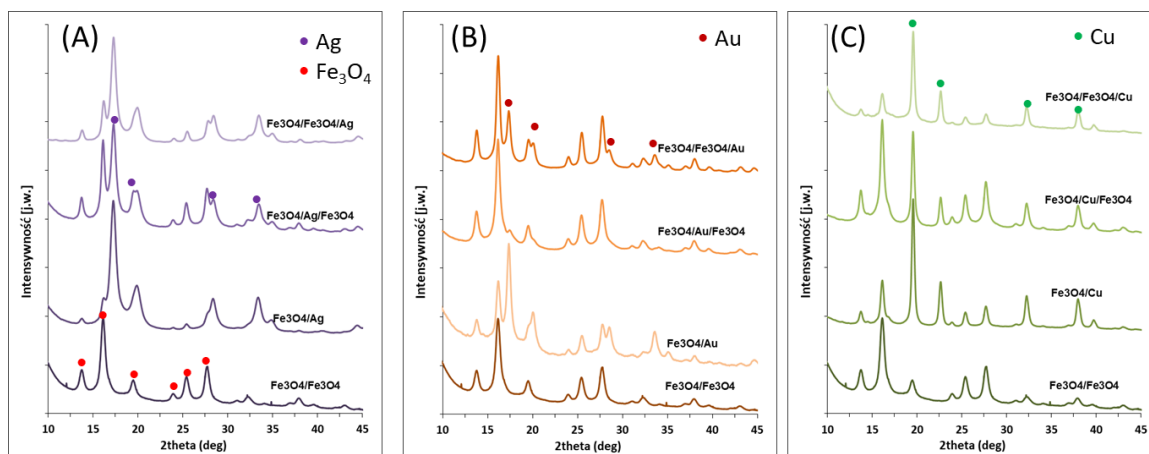 (A)
Ag
Fe₃O₄
Fe3O4/Fe3O4/Ag
Fe3O4/Ag/Fe3O4
Fe3O4/Ag
Fe3O4/Fe3O4
Intensywność [j.w.]
10 15 20 25 30 35 40 45
2theta (deg)
(B)
Au
Fe3O4/Fe3O4/Au
Fe3O4/Au/Fe3O4
Fe3O4/Au
Fe3O4/Fe3O4
Intensywność [j.w.]
10 15 20 25 30 35 40 45
2theta (deg)
(C)
Cu
Fe3O4/Fe3O4/Cu
Fe3O4/Cu/Fe3O4
Fe3O4/Cu
Fe3O4/Fe3O4
Intensywność [j.w.]
10 15 20 25 30 35 40 45
2theta (deg)